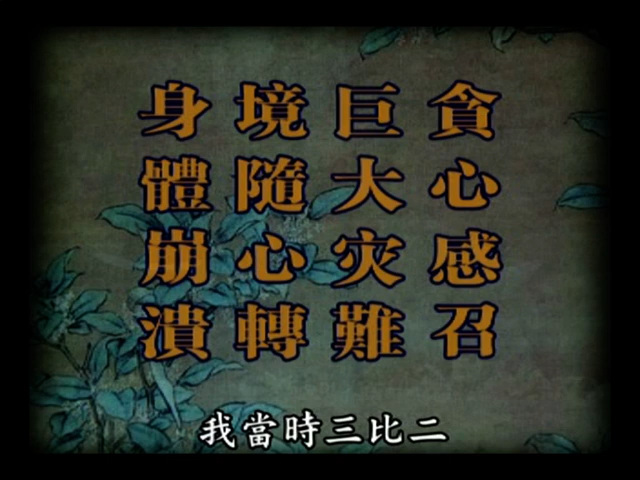 貪心感召
巨大灾難
境隨心轉
身體崩潰
我當時三比二